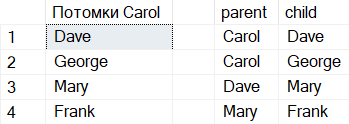 Потомки Carol parent child
1 Dave Carol Dave
2 George Carol George
3 Mary Dave Mary
4 Frank Mary Frank